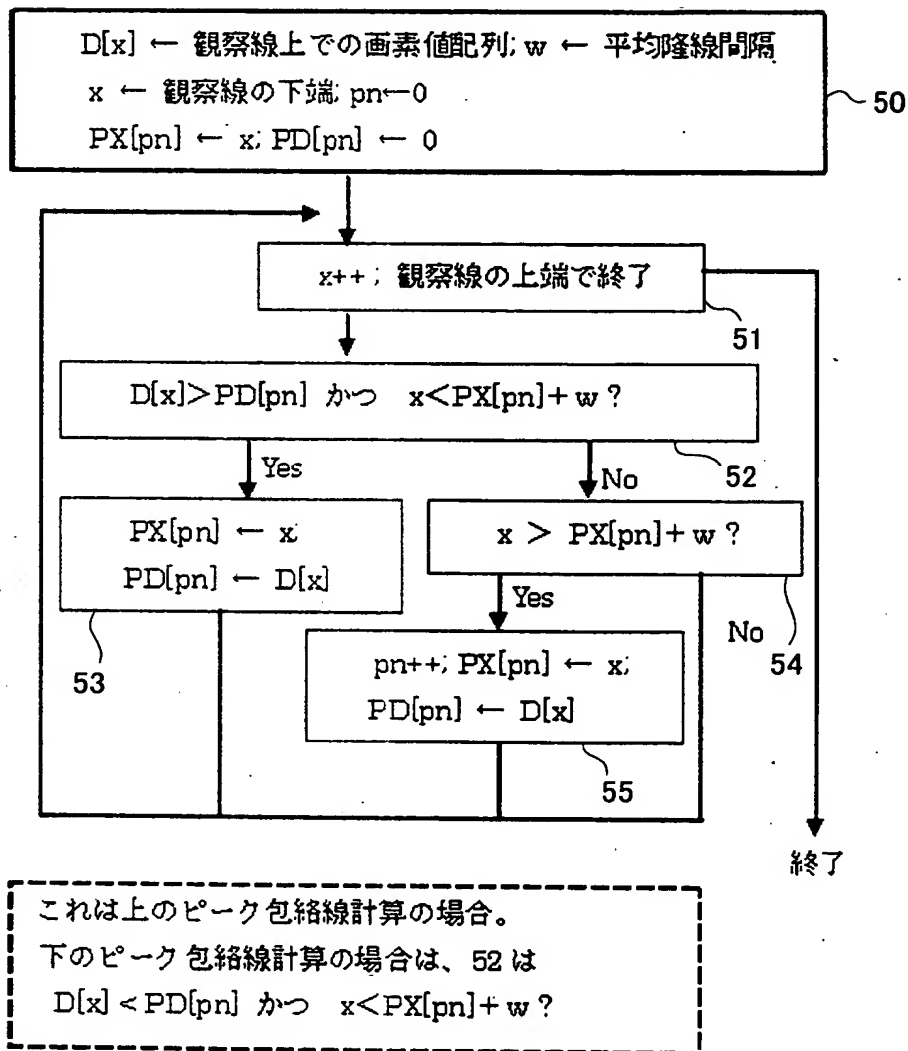 D[x] ← 観察線上での画素値配列; w ← 平均隆線間隔
x ← 観察線の下端; pn←0
PX[pn] ← x; PD[pn] ← 0
50
x++; 観察線の上端で終了
51
D[x]>PD[pn] かつ x<PX[pn]+w?
52
Yes
No
PX[pn] ← x;
PD[pn] ← D[x]
53
x > PX[pn]+w?
54
Yes
No
pn++; PX[pn] ← x;
PD[pn] ← D[x]
55
終了
これは上のピーク包絡線計算の場合。
下のピーク包絡線計算の場合は、52は
D[x]<PD[pn] かつ x<PX[pn]+w?